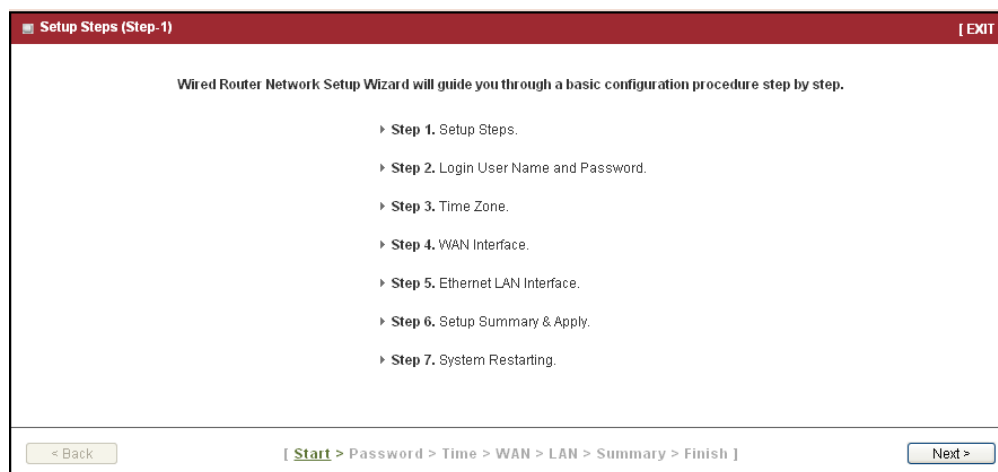 Setup Steps (Step-1) [ EXIT
Wired Router Network Setup Wizard will guide you through a basic configuration procedure step by step.
Step 1. Setup Steps.
Step 2. Login User Name and Password.
Step 3. Time Zone.
Step 4. WAN Interface.
Step 5. Ethernet LAN Interface.
Step 6. Setup Summary & Apply.
Step 7. System Restarting.
< Back [ Start > Password > Time > WAN > LAN > Summary > Finish ] Next >